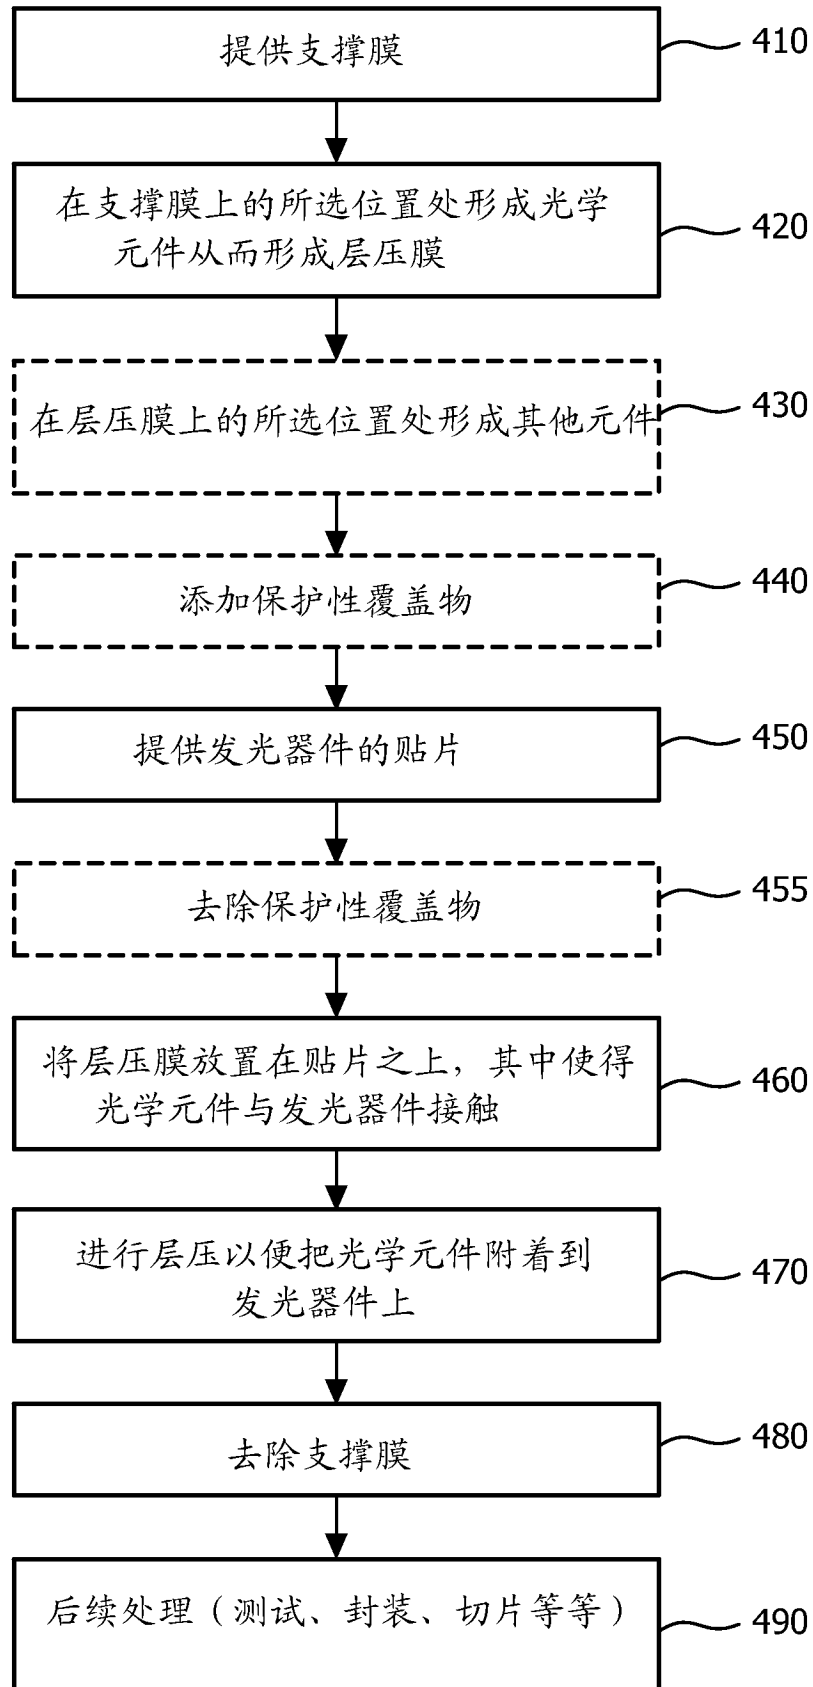 提供支撑膜
410
在支撑膜上的所选位置处形成光学
元件从而形成层压膜
420
在层压膜上的所选位置处形成其他元件
430
添加保护性覆盖物
440
提供发光器件的贴片
450
去除保护性覆盖物
455
将层压膜放置在贴片之上，其中使得
光学元件与发光器件接触
460
进行层压以便把光学元件附着到
发光器件上
470
去除支撑膜
480
后续处理（测试、封装、切片等等）
490